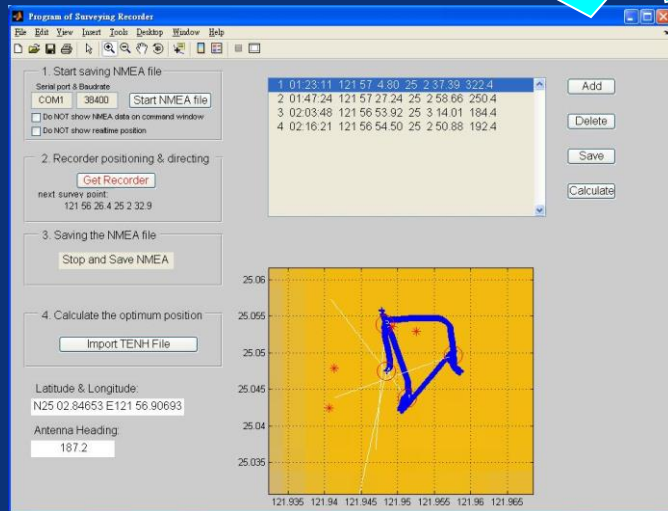 Program of Surveying Recorder
File Edit View Insert Tools Desktop Window Help
1. Start saving NMEA file
Serial port & Baudrate
COM1 38400 Start NMEA file
Do NOT show NMEA data on command window
Do NOT show realtime position
2. Recorder positioning & directing
Get Recorder
next survey point:
121 56 26.4 25 2 32.9
3. Saving the NMEA file
Stop and Save NMEA
4. Calculate the optimum position
Import TENH File
Latitude & Longitude:
N25 02.84653 E121 56.90693
Antenna Heading:
187.2
1 01:23:11 121 57 4.80 25 2 37.39 322.4
2 01:47:24 121 57 27.24 25 2 58.66 250.4
3 02:03:48 121 56 53.92 25 3 14.01 184.4
4 02:16:21 121 56 54.50 25 2 50.88 192.4
Add
Delete
Save
Calculate
25.06
25.055
25.05
25.045
25.04
25.035
121.935 121.94 121.945 121.95 121.955 121.96 121.965